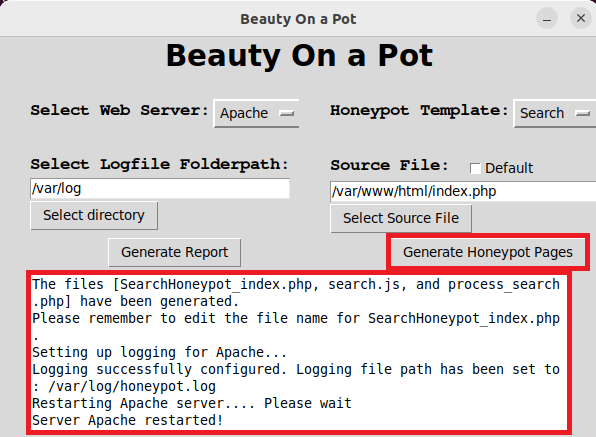 Beauty On a Pot
Beauty On a Pot
Select Web Server: Apache Honeypot Template: Search
Select Logfile Folderpath: Source File: Default
/var/log /var/www/html/index.php
Select directory Select Source File
Generate Report Generate Honeypot Pages
The files [SearchHoneypot_index.php, search.js, and process_search
.php] have been generated.
Please remember to edit the file name for SearchHoneypot_index.php
.
Setting up logging for Apache...
Logging successfully configured. Logging file path has been set to
: /var/log/honeypot.log
Restarting Apache server.... Please wait
Server Apache restarted!